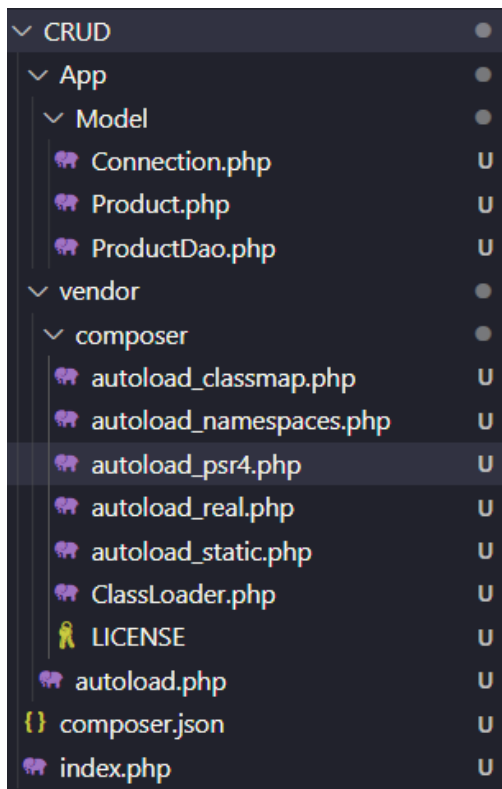 CRUD
App
Model
Connection.php U
Product.php U
ProductDao.php U
vendor
composer
autoload_classmap.php U
autoload_namespaces.php U
autoload_psr4.php U
autoload_real.php U
autoload_static.php U
ClassLoader.php U
LICENSE U
autoload.php U
{} composer.json U
index.php U